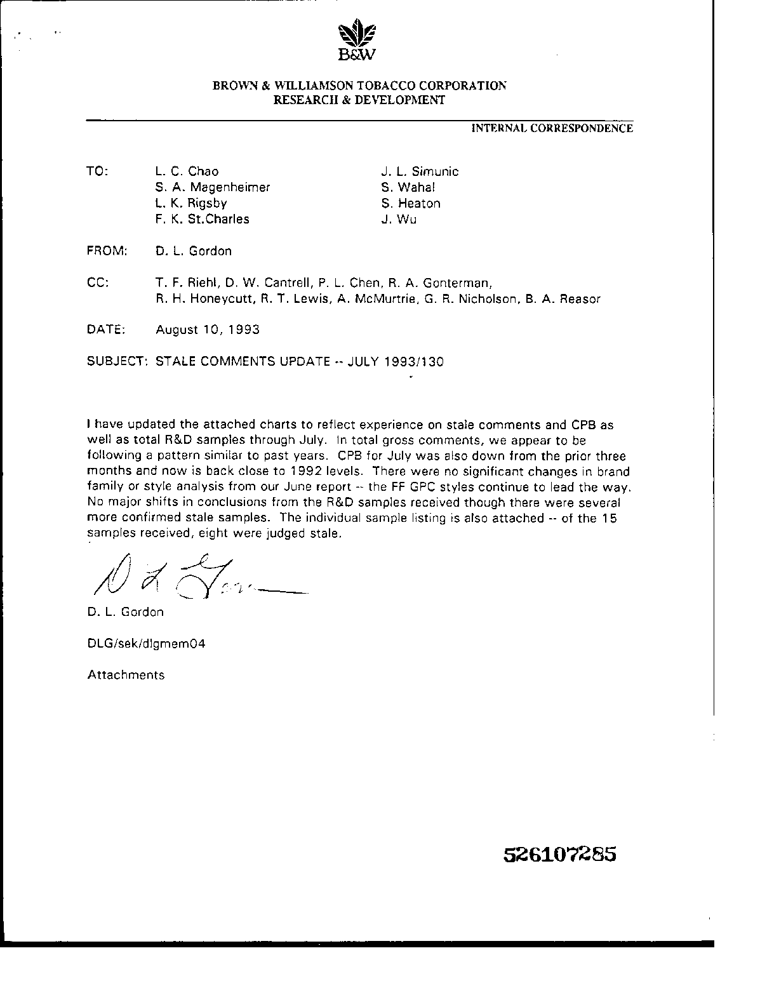 B&W
BROWN & WILLIAMSON TOBACCO CORPORATION
RESEARCH & DEVELOPMENT
INTERNAL CORRESPONDENCE
TO: L. C. Chao J. L. Simunic
S. A. Magenheimer S. Wahal
L. K. Rigsby S. Heaton
F. K. St.Charles J. Wu
FROM: D. L. Gordon
CC: T. F. Riehl, D. W. Cantrell, P. L. Chen, R. A. Gonterman,
R. H. Honeycutt, R. T. Lewis, A. McMurtrie, G. R. Nicholson, B. A. Reasor
DATE: August 10, 1993
SUBJECT: STALE COMMENTS UPDATE -- JULY 1993/130
I have updated the attached charts to reflect experience on stale comments and CPB as
well as total R&D samples through July. In total gross comments, we appear to be
following a pattern similar to past years. CPB for July was also down from the prior three
months and now is back close to 1992 levels. There were no significant changes in brand
family or style analysis from our June report -- the FF GPC styles continue to lead the way.
No major shifts in conclusions from the R&D samples received though there were several
more confirmed stale samples. The individual sample listing is also attached -- of the 15
samples received, eight were judged stale.
D. L. Gordon
DLG/sek/dlgmem04
Attachments
526107285